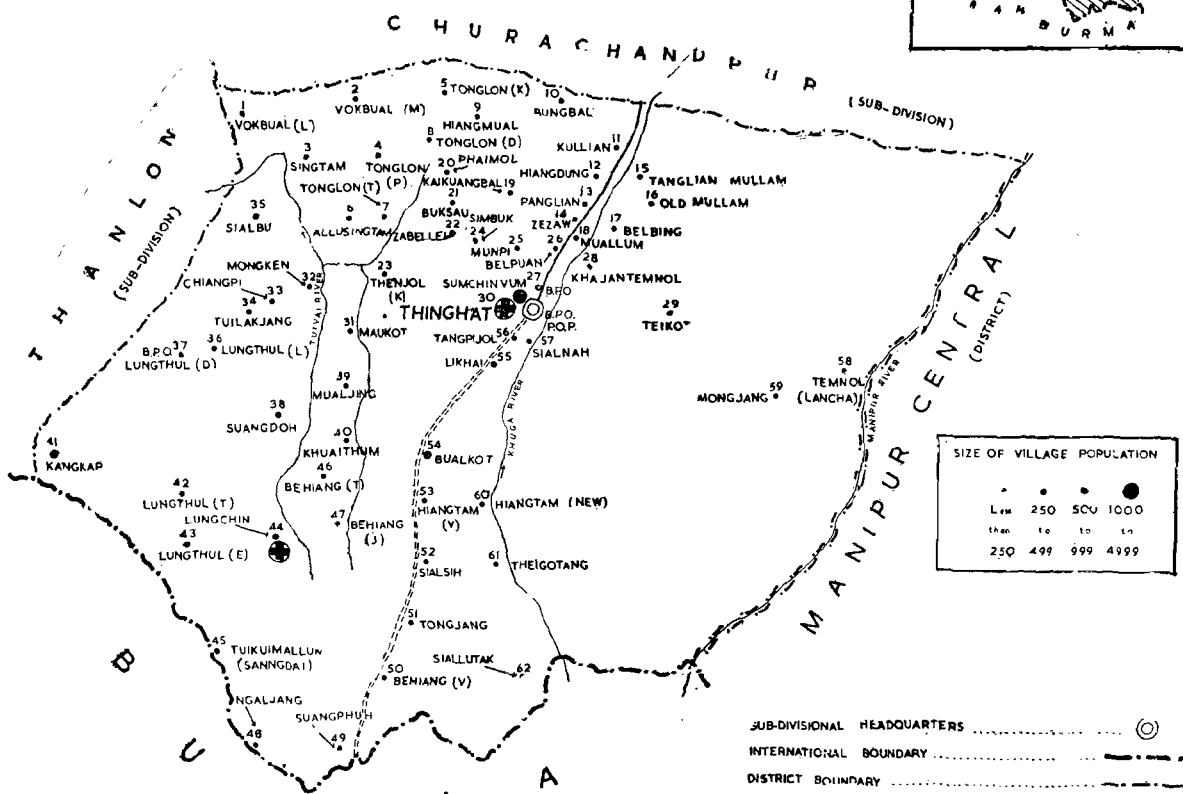 BURMA
CHURACHANDPUR
(SUB-DIVISION)
THANLON
(SUB-DIVISION)
1
VOKBUAL (L)
2
VOKBUAL (M)
5 TONGLON (K)
9
HIANGMUAL
10
BUNGBAL
8
TONGLON (D)
3
SINGTAM
4
TONGLON
(P)
TONGLON (T)
PHAIMOL
20
KAIKUANGBAL 19
11
KULLIAN
12
HIANGDUNG
13
PANGLIAN
15
TANGLIAN MULLAM
16
OLD MULLAM
35
SIALBU
6
ALLUSINGTAM
7
21
BUKSAU
22
ZABELLEI
SIMBUK
24
MUNPI
25
14
ZEZAW
17
BELBING
18
MUALLUM
26
BELPUAN
28
KHAJANTEMNOL
MONGKEN
32
CHIANGPI
33
34
TUILAKJANG
TUIVAI RIVER
23
THENJOL
(K)
SUMCHINVUM 27
B.P.O
30
THINGHAT
B.P.O.
P.O.P.
29
TEIKOT
31
MAUKOT
TANGPIJOL
56
57
SIALNAH
LIKHAI 55
B.P.O. 37
LUNGTHUL (D)
36
LUNGTHUL (L)
39
MUALJING
38
SUANGDOH
KHUGA RIVER
58
TEMNOL
(LANCHA)
59
MONGJANG
MANIPUR RIVER
MANIPUR CENTRAL
(DISTRICT)
41
KANGKAP
40
KHUAITHUM
46
BEHIANG (T)
54
BUALKOT
42
LUNGTHUL (T)
LUNGCHIN
44
43
LUNGTHUL (E)
47
BEHIANG
(J)
53
HIANGTAM
(V)
60
HIANGTAM (NEW)
52
SIALSIH
61
THEIGOTANG
51
TONGJANG
45
TUIKUIMALLUN
(SANNGDAI)
50
BEHIANG (V)
SIALLUTAK
62
NGALJANG
48
SUANGPHUH
49
B U A
SIZE OF VILLAGE POPULATION
Less 250 500 1000
than to to to
250 499 999 4999
SUB-DIVISIONAL HEADQUARTERS
INTERNATIONAL BOUNDARY
DISTRICT BOUNDARY